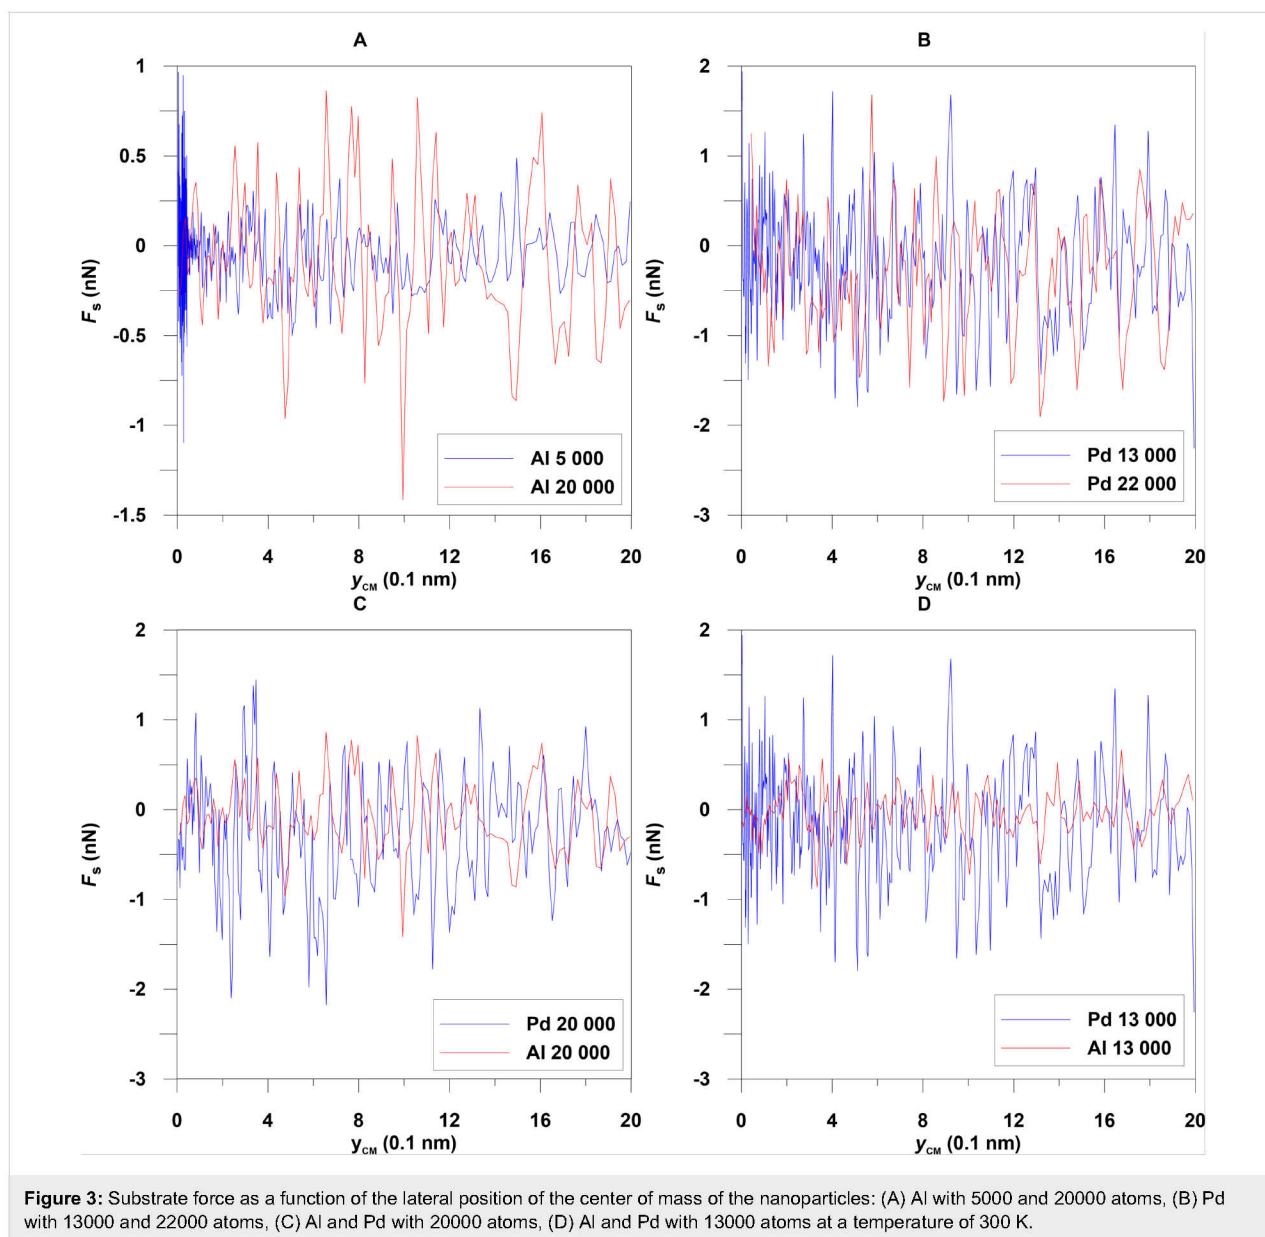 A
1
0.5
0
-0.5
-1
-1.5
Fs (nN)
Al 5 000
Al 20 000
0 4 8 12 16 20
yCM (0.1 nm)
B
2
1
0
-1
-2
-3
Fs (nN)
Pd 13 000
Pd 22 000
0 4 8 12 16 20
yCM (0.1 nm)
C
2
1
0
-1
-2
-3
Fs (nN)
Pd 20 000
Al 20 000
0 4 8 12 16 20
yCM (0.1 nm)
D
2
1
0
-1
-2
-3
Fs (nN)
Pd 13 000
Al 13 000
0 4 8 12 16 20
yCM (0.1 nm)
Figure 3: Substrate force as a function of the lateral position of the center of mass of the nanoparticles: (A) Al with 5000 and 20000 atoms, (B) Pd
with 13000 and 22000 atoms, (C) Al and Pd with 20000 atoms, (D) Al and Pd with 13000 atoms at a temperature of 300 K.